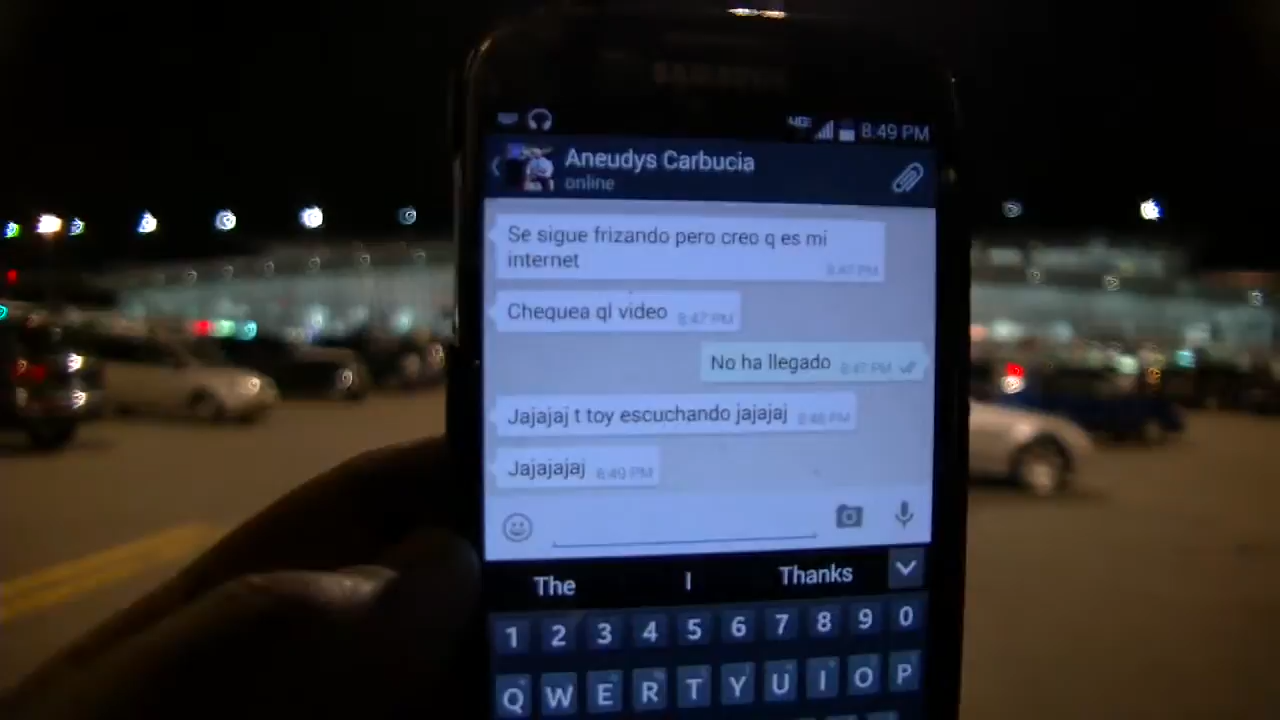 SAMSUNG
8:49 PM
Aneudys Carbucia
online
Se sigue frizando pero creo q es mi
internet
8:47 PM
Chequea ql video 8:47 PM
No ha llegado 8:47 PM
Jajajaj t toy escuchando jajajaj 8:48 PM
Jajajajaj 8:49 PM
The I Thanks
1 2 3 4 5 6 7 8 9 0
Q W E R T Y U I O P